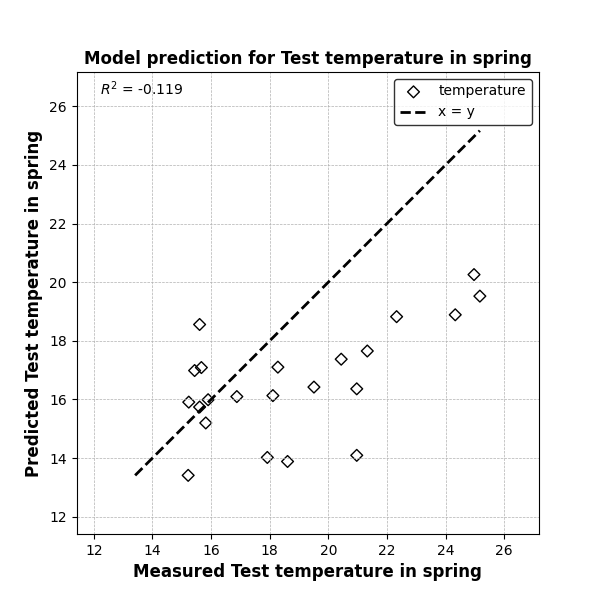 Model prediction for Test temperature in spring
R² = -0.119
temperature
x = y
26
24
22
20
18
16
14
12
Predicted Test temperature in spring
12 14 16 18 20 22 24 26
Measured Test temperature in spring